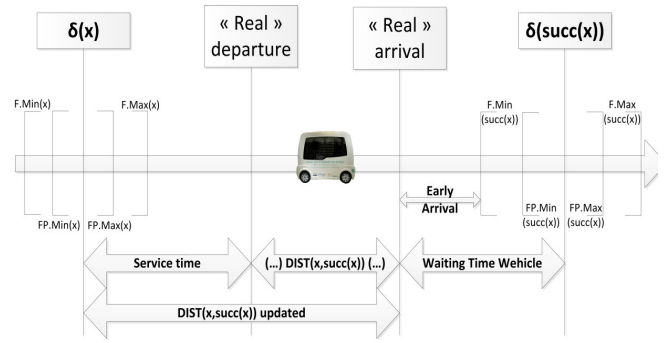 δ(x)
« Real »
departure
« Real »
arrival
δ(succ(x))
F.Min(x)
F.Max(x)
F.Min
(succ(x))
F.Max
(succ(x))
Early
Arrival
FP.Min(x)
FP.Max(x)
FP.Min
(succ(x))
FP.Max
(succ(x))
Service time
(...) DIST(x,succ(x)) (...)
Waiting Time Wehicle
DIST(x,succ(x)) updated